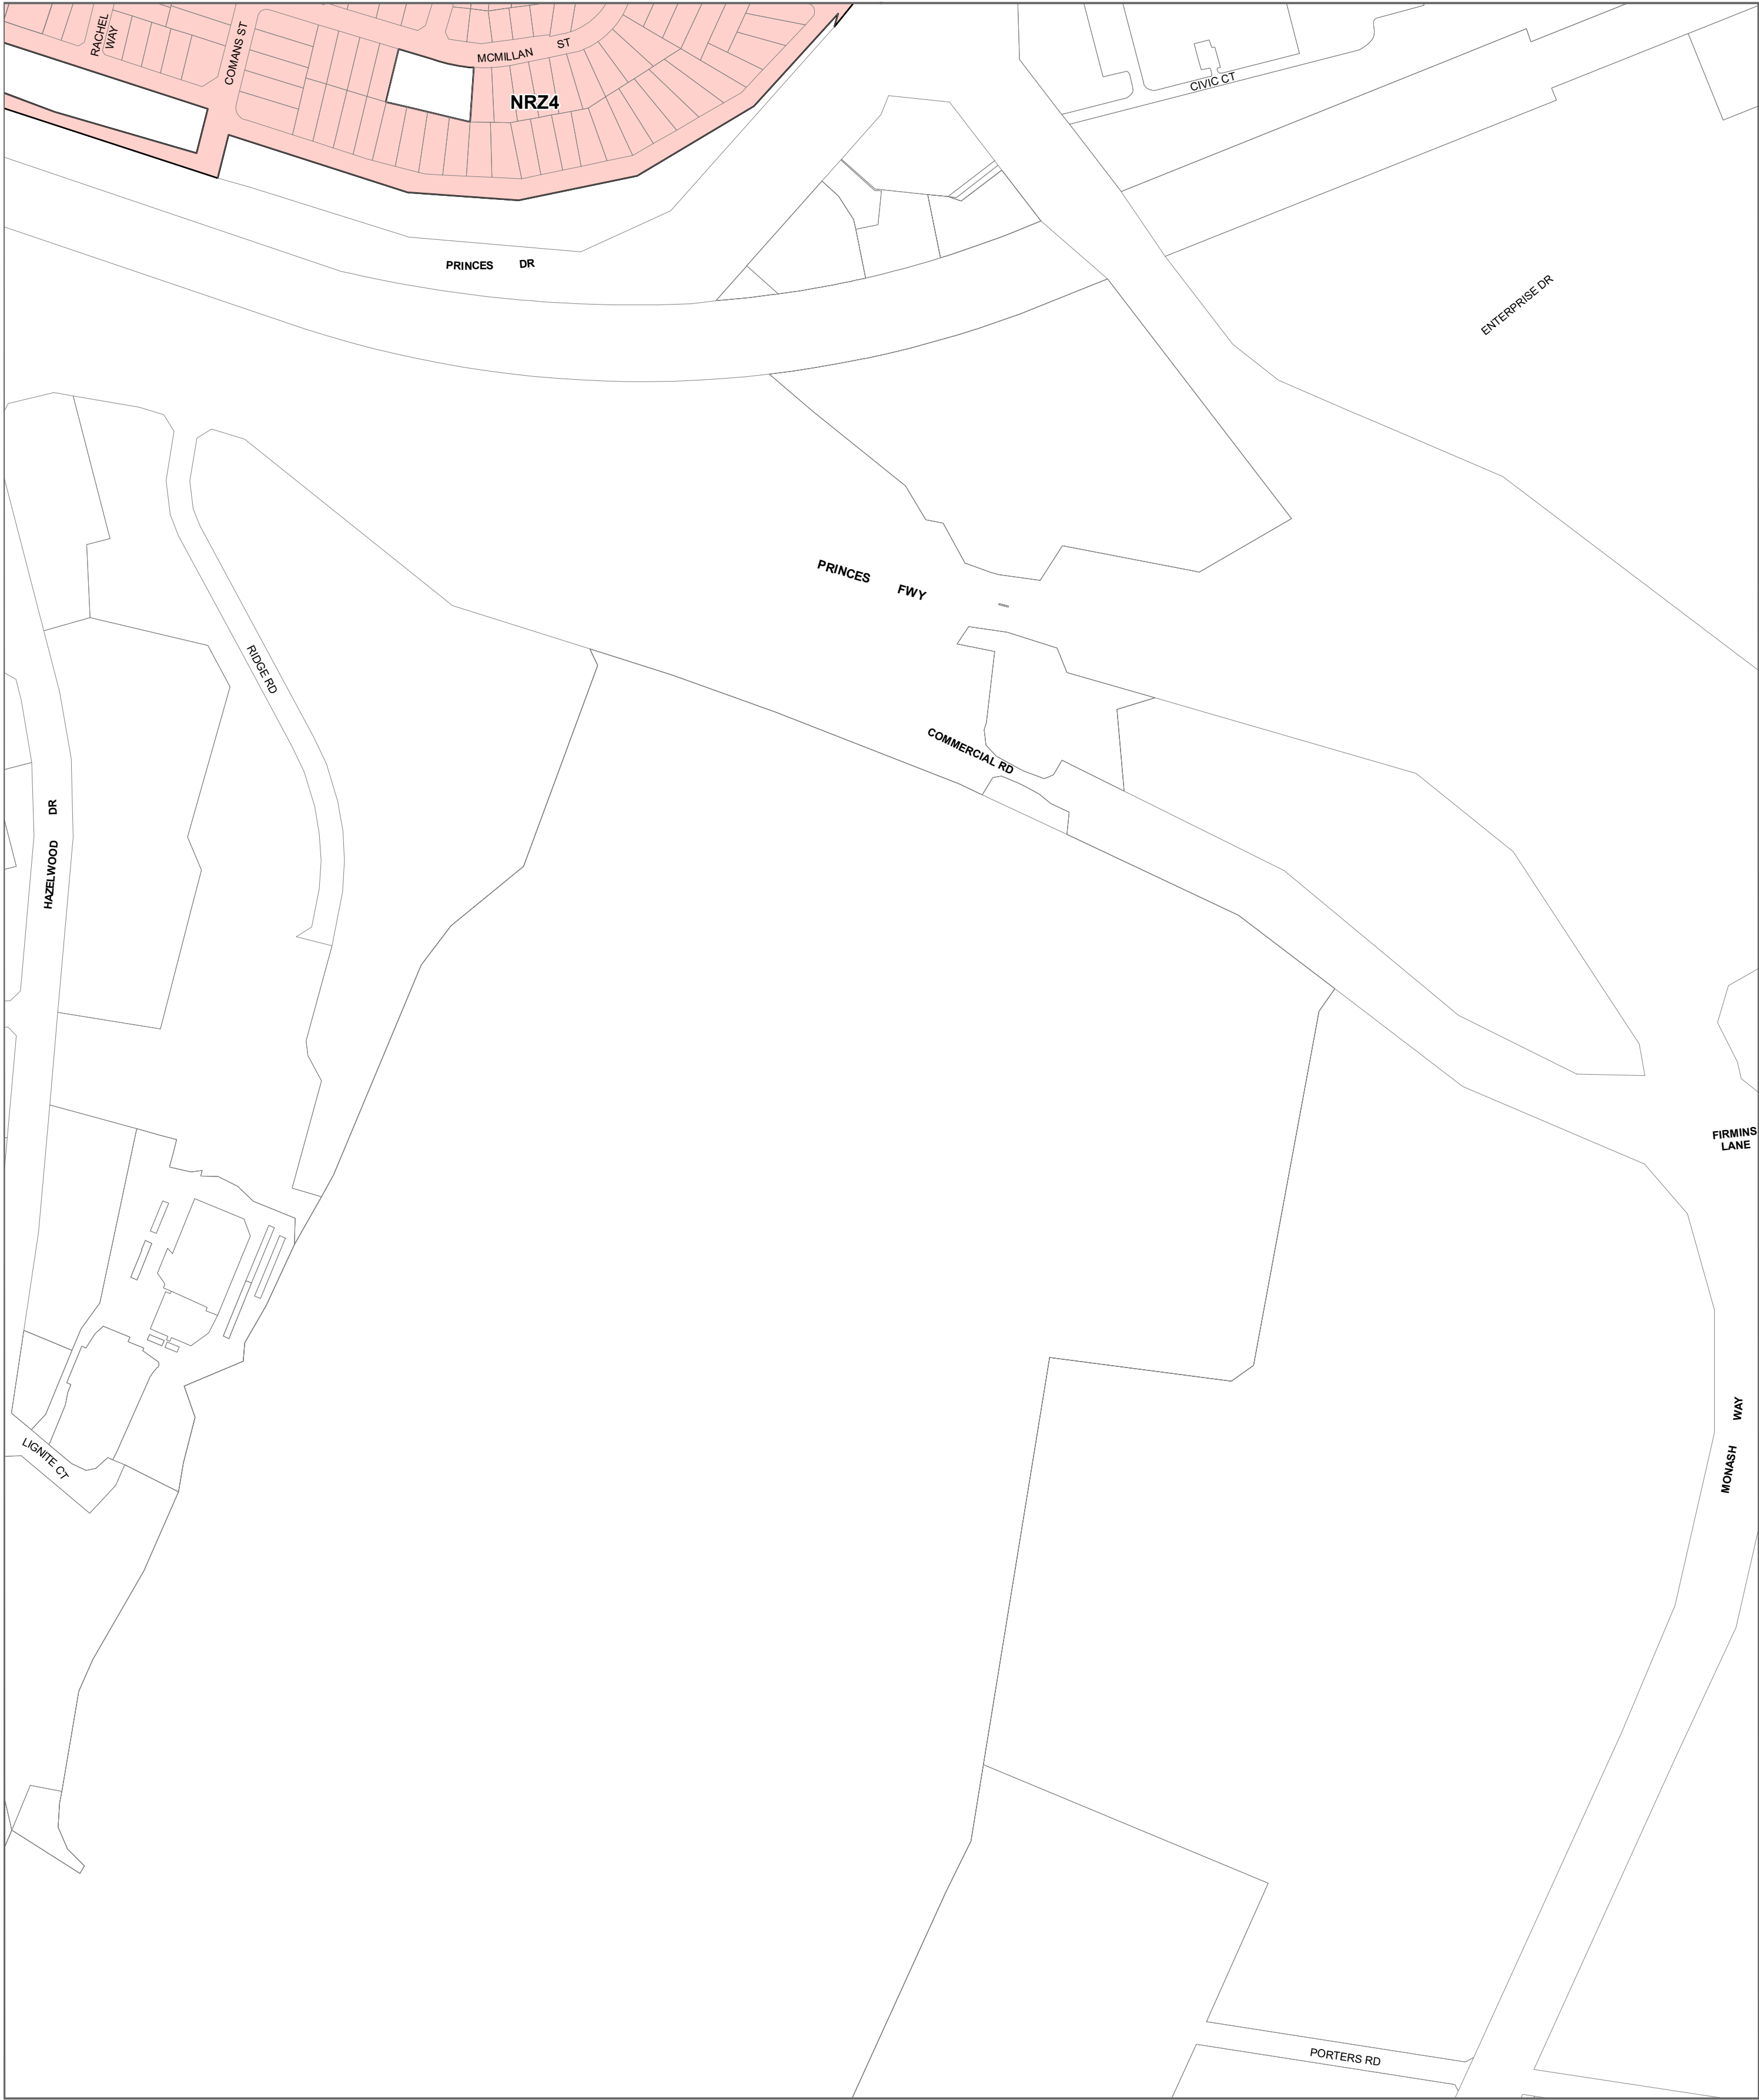 RACHEL
WAY
COMANS ST
MCMILLAN ST
NRZ4
CIVIC CT
PRINCES DR
ENTERPRISE DR
PRINCES FWY
RIDGE RD
COMMERCIAL RD
HAZELWOOD DR
FIRMINS
LANE
MONASH WAY
LIGNITE CT
PORTERS RD